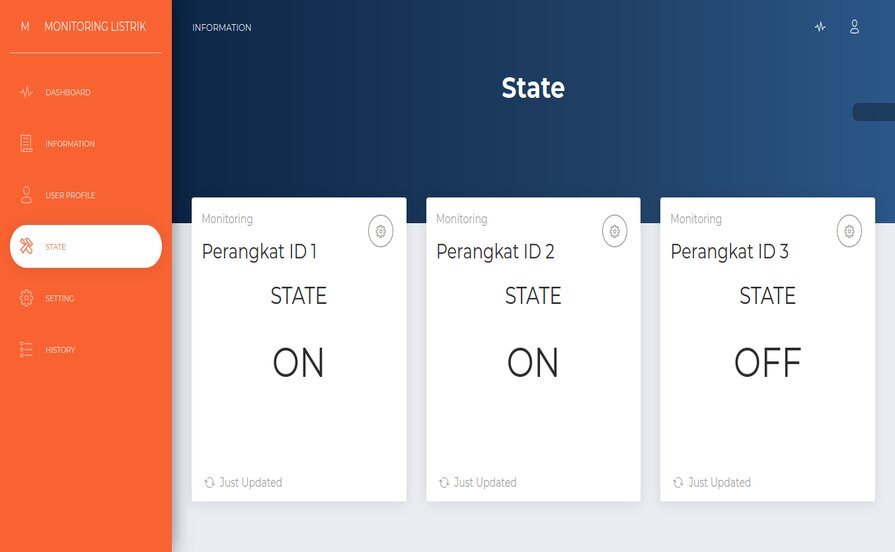 M MONITORING LISTRIK
DASHBOARD
INFORMATION
USER PROFILE
STATE
SETTING
HISTORY
INFORMATION
State
Monitoring
Perangkat ID 1
STATE
ON
Just Updated
Monitoring
Perangkat ID 2
STATE
ON
Just Updated
Monitoring
Perangkat ID 3
STATE
OFF
Just Updated